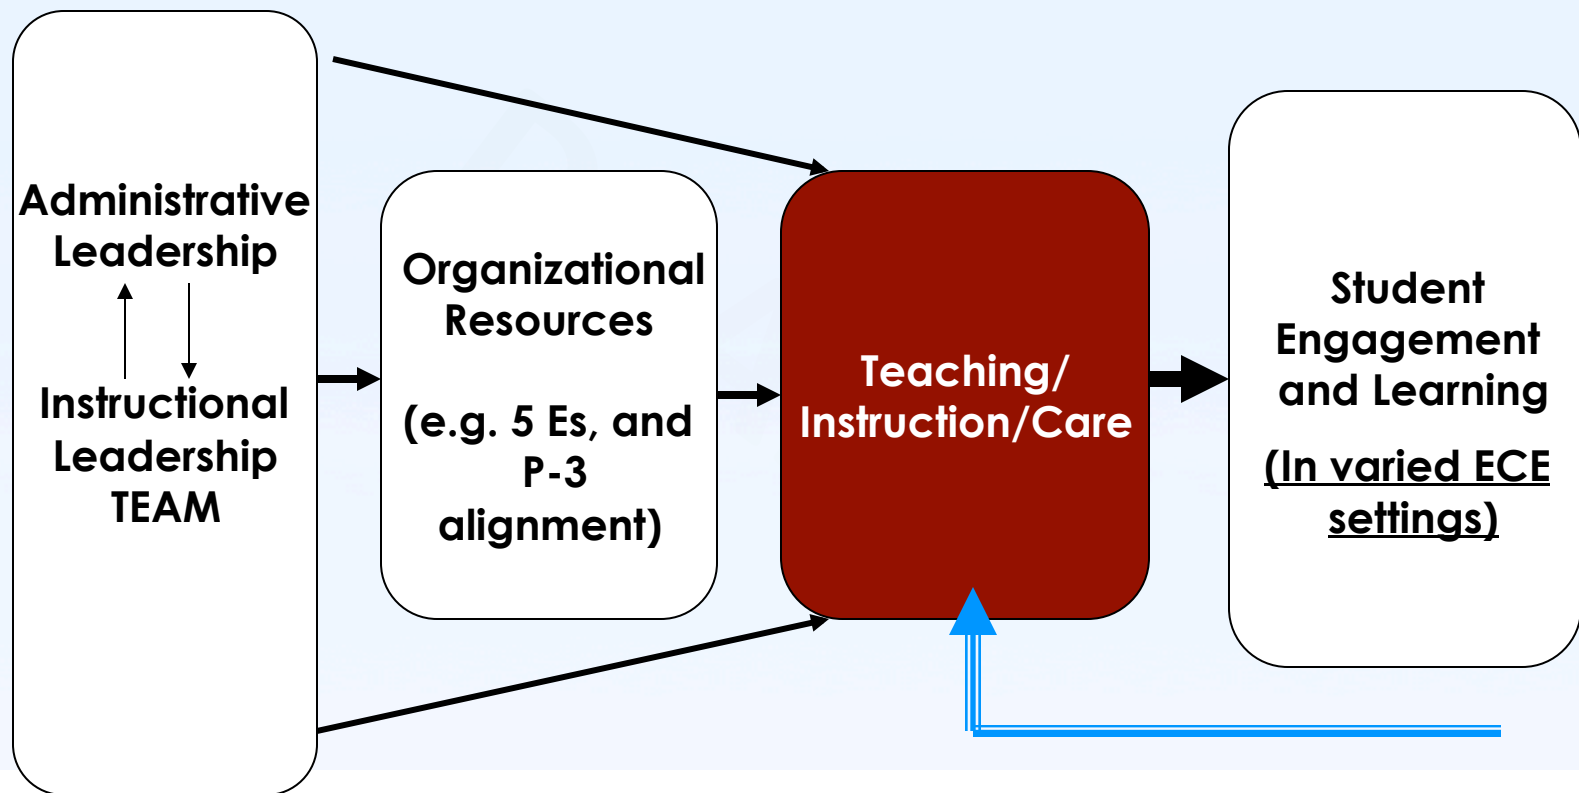 Administrative
Leadership
Instructional
Leadership
TEAM
Organizational
Resources
(e.g. 5 Es, and
P-3
alignment)
Teaching/
Instruction/Care
Student
Engagement
and Learning
(In varied ECE
settings)